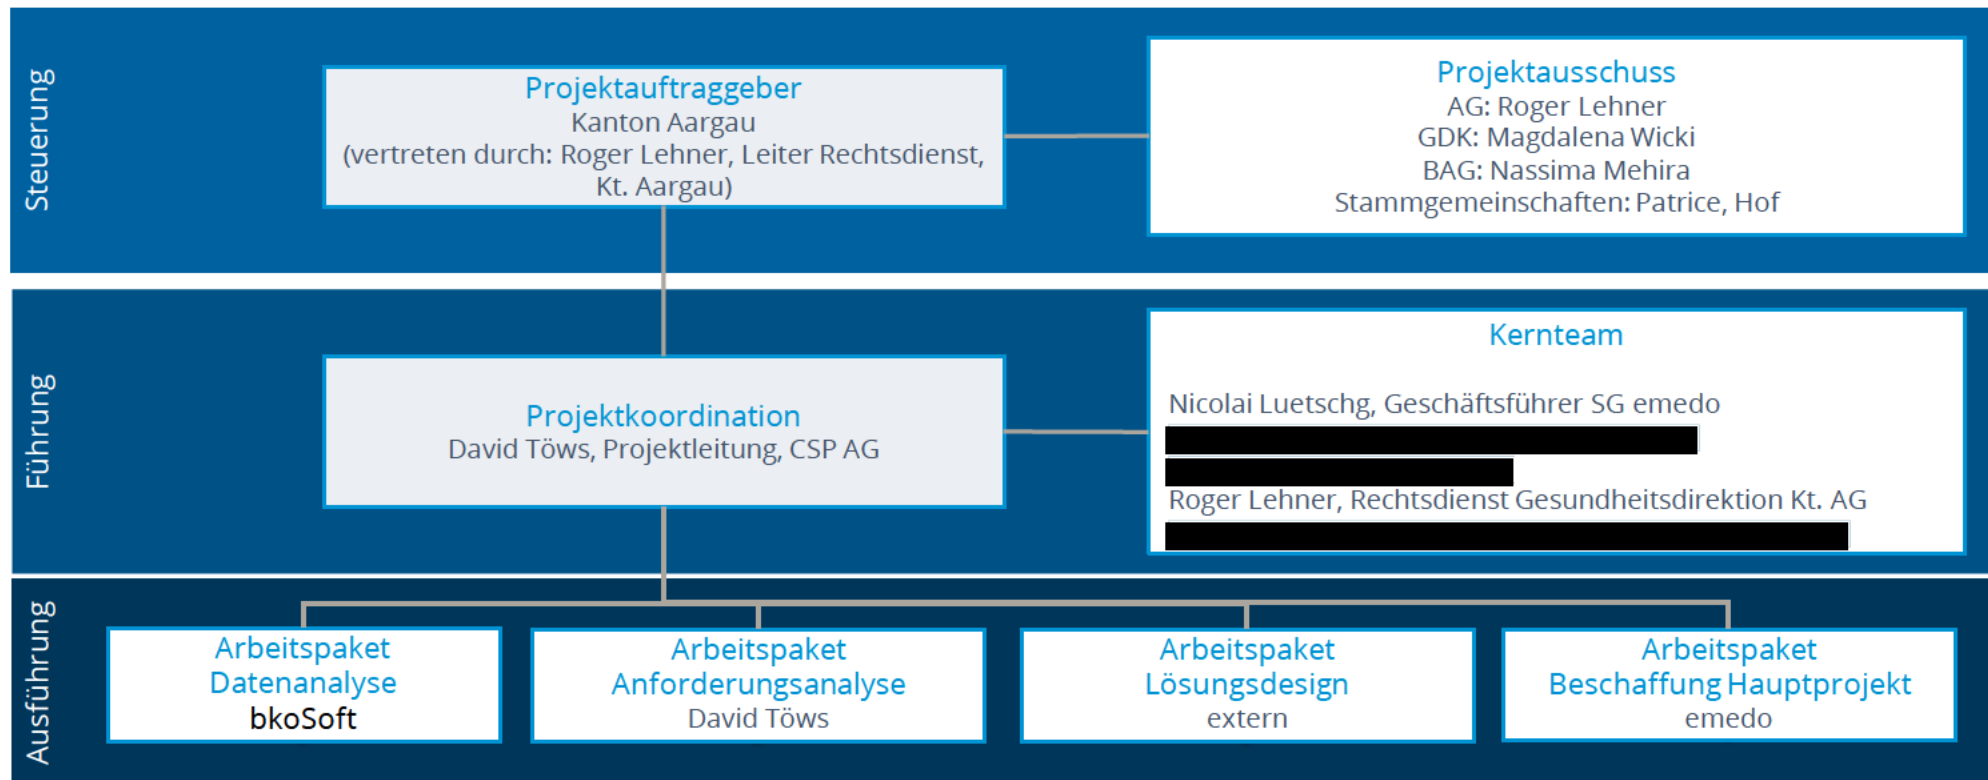 Steuerung
Projektauftraggeber
Kanton Aargau
(vertreten durch: Roger Lehner, Leiter Rechtsdienst,
Kt. Aargau)
Projektausschuss
AG: Roger Lehner
GDK: Magdalena Wicki
BAG: Nassima Mehira
Stammgemeinschaften: Patrice, Hof
Führung
Projektkoordination
David Töws, Projektleitung, CSP AG
Kernteam
Nicolai Luetschg, Geschäftsführer SG emedo
Roger Lehner, Rechtsdienst Gesundheitsdirektion Kt. AG
Ausführung
Arbeitspaket
Datenanalyse
bkoSoft
Arbeitspaket
Anforderungsanalyse
David Töws
Arbeitspaket
Lösungsdesign
extern
Arbeitspaket
Beschaffung Hauptprojekt
emedo